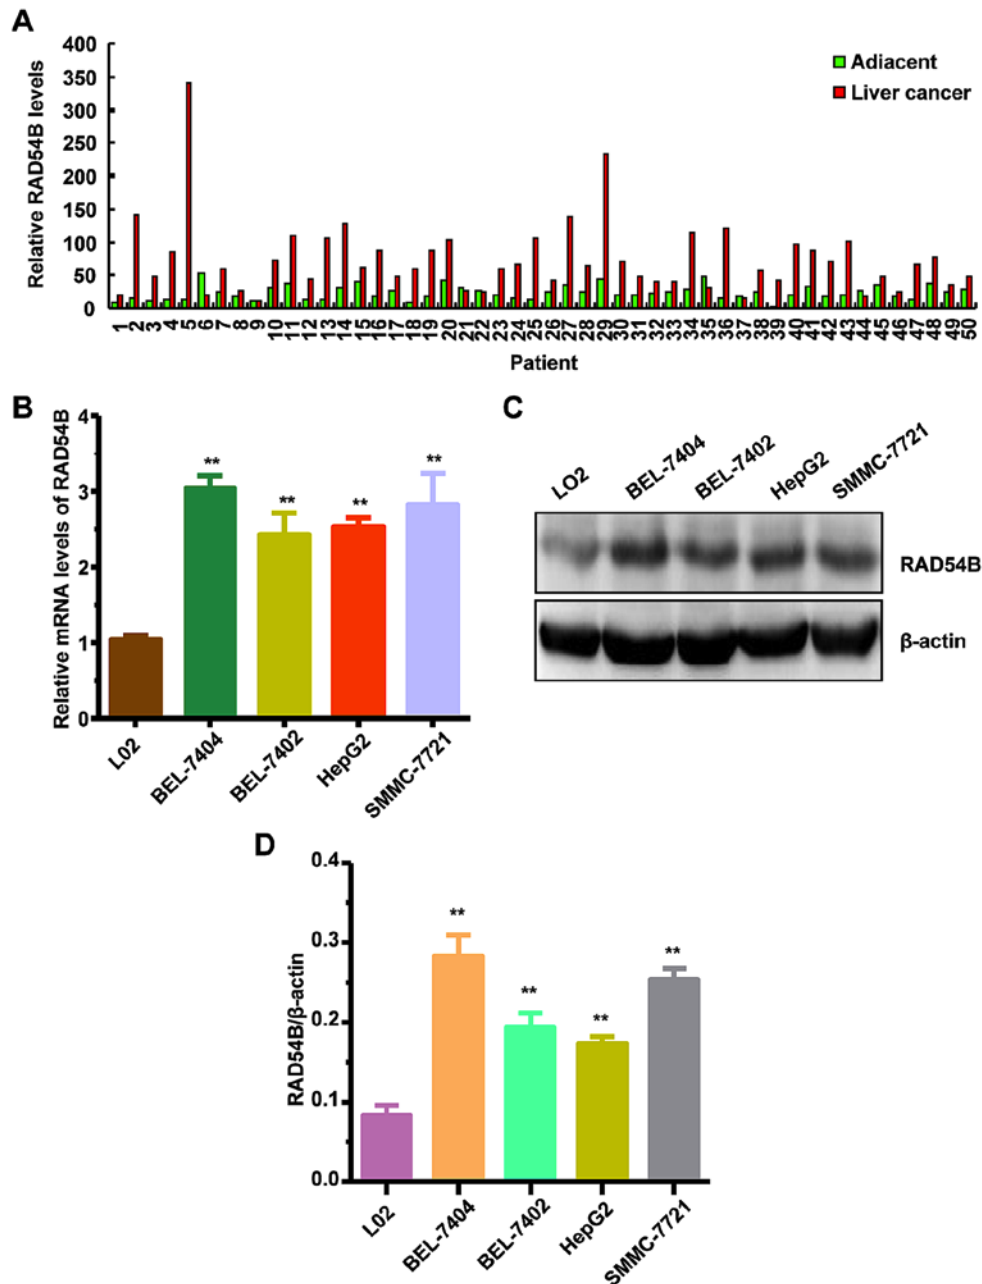 A
Relative RAD54B levels
400
350
300
250
200
150
100
50
0
Adiacent
Liver cancer
1 2 3 4 5 6 7 8 9 10 11 12 13 14 15 16 17 18 19 20 21 22 23 24 25 26 27 28 29 30 31 32 33 34 35 36 37 38 39 40 41 42 43 44 45 46 47 48 49 50
Patient
B
Relative mRNA levels of RAD54B
4
3
2
1
0
** ** ** **
L02 BEL-7404 BEL-7402 HepG2 SMMC-7721
C
LO2 BEL-7404 BEL-7402 HepG2 SMMC-7721
RAD54B
β-actin
D
RAD54B/β-actin
0.4
0.3
0.2
0.1
0.0
** ** ** **
L02 BEL-7404 BEL-7402 HepG2 SMMC-7721